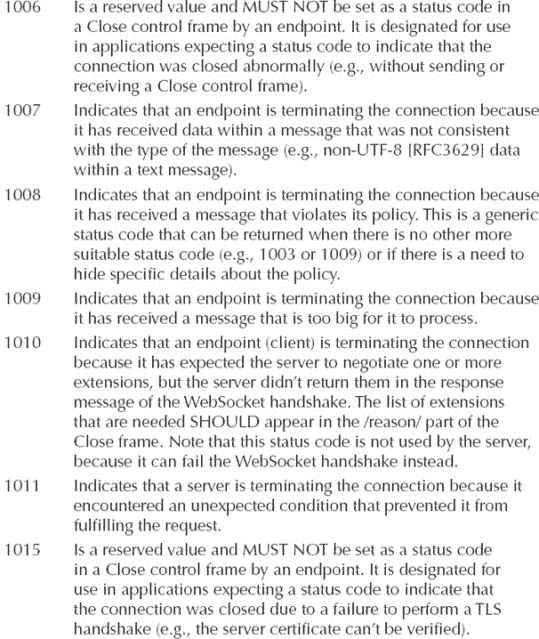 1006 Is a reserved value and MUST NOT be set as a status code in
a Close control frame by an endpoint. It is designated for use
in applications expecting a status code to indicate that the
connection was closed abnormally (e.g., without sending or
receiving a Close control frame).
1007 Indicates that an endpoint is terminating the connection because
it has received data within a message that was not consistent
with the type of the message (e.g., non-UTF-8 [RFC3629] data
within a text message).
1008 Indicates that an endpoint is terminating the connection because
it has received a message that violates its policy. This is a generic
status code that can be returned when there is no other more
suitable status code (e.g., 1003 or 1009) or if there is a need to
hide specific details about the policy.
1009 Indicates that an endpoint is terminating the connection because
it has received a message that is too big for it to process.
1010 Indicates that an endpoint (client) is terminating the connection
because it has expected the server to negotiate one or more
extensions, but the server didn't return them in the response
message of the WebSocket handshake. The list of extensions
that are needed SHOULD appear in the /reason/ part of the
Close frame. Note that this status code is not used by the server,
because it can fail the WebSocket handshake instead.
1011 Indicates that a server is terminating the connection because it
encountered an unexpected condition that prevented it from
fulfilling the request.
1015 Is a reserved value and MUST NOT be set as a status code
in a Close control frame by an endpoint. It is designated for
use in applications expecting a status code to indicate that
the connection was closed due to a failure to perform a TLS
handshake (e.g., the server certificate can't be verified).